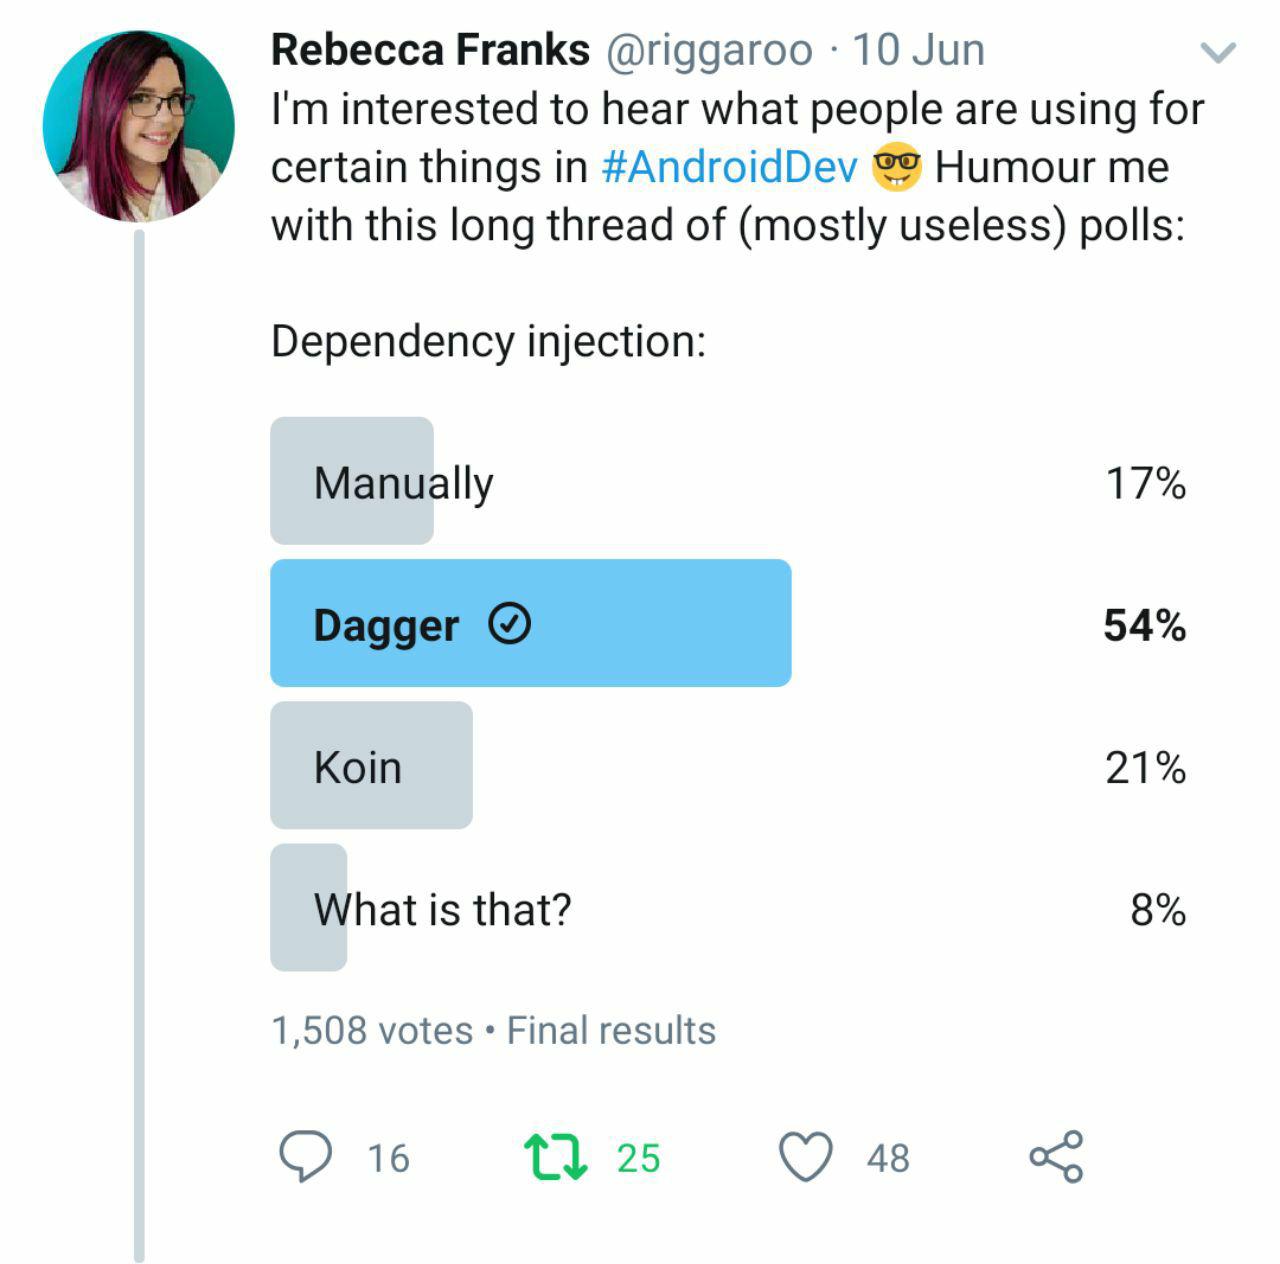 Rebecca Franks @riggaroo · 10 Jun
I'm interested to hear what people are using for
certain things in #AndroidDev 🤓 Humour me
with this long thread of (mostly useless) polls:
Dependency injection:
Manually 17%
Dagger 54%
Koin 21%
What is that? 8%
1,508 votes • Final results
16 25 48